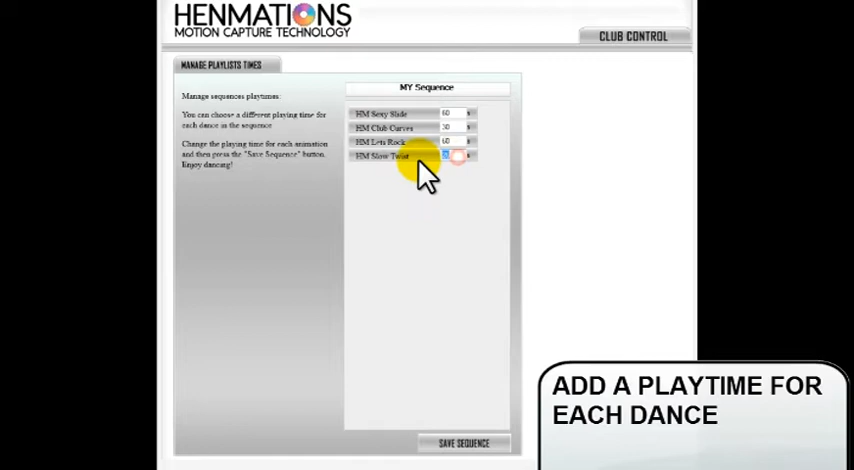 HENMATIONS
MOTION CAPTURE TECHNOLOGY
CLUB CONTROL
MANAGE PLAYLISTS TIMES
MY Sequence
Manage sequences playtimes:
You can choose a different playing time for
each dance in the sequence
Change the playing time for each animation
and then press the "Save Sequence" button.
Enjoy dancing!
HM Sexy Slide 60 s
HM Club Curves 30 s
HM Lets Rock 60 s
HM Slow Twist s
SAVE SEQUENCE
ADD A PLAYTIME FOR
EACH DANCE